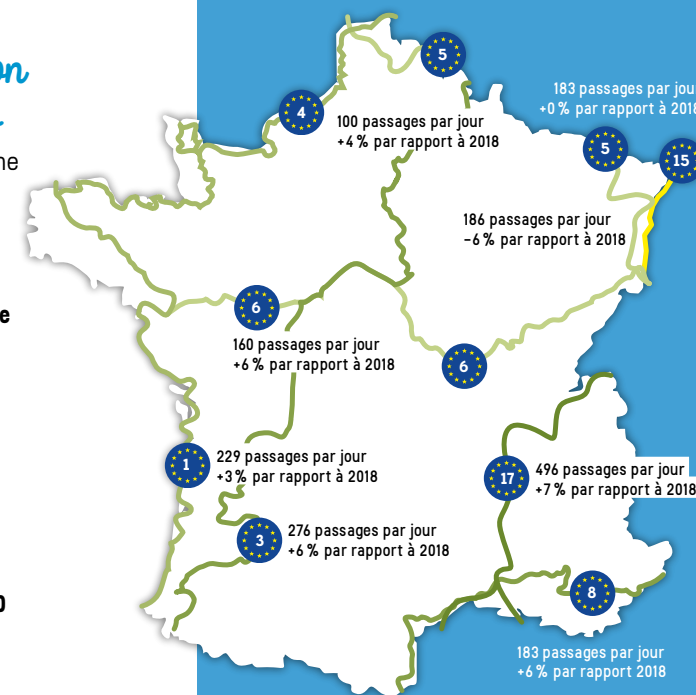 on
ne
e
0
5
4
100 passages par jour
+4 % par rapport à 2018
183 passages par jour
+0 % par rapport à 2018
5
15
186 passages par jour
-6 % par rapport à 2018
6
160 passages par jour
+6 % par rapport à 2018
6
1
229 passages par jour
+3 % par rapport à 2018
17
496 passages par jour
+7 % par rapport à 2018
3
276 passages par jour
+6 % par rapport à 2018
8
183 passages par jour
+6 % par rapport 2018